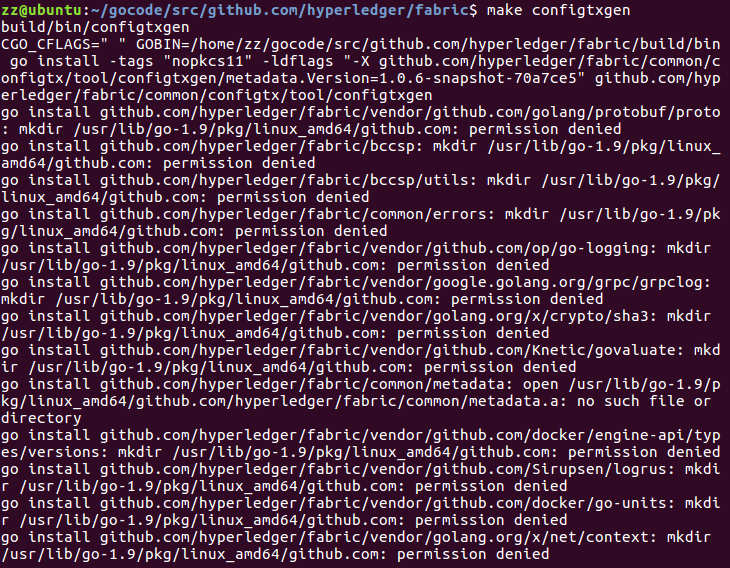 zz@ubuntu:~/gocode/src/github.com/hyperledger/fabric$ make configtxgen
build/bin/configtxgen
CGO_CFLAGS=" " GOBIN=/home/zz/gocode/src/github.com/hyperledger/fabric/build/bin
 go install -tags "nopkcs11" -ldflags "-X github.com/hyperledger/fabric/common/c
onfigtx/tool/configtxgen/metadata.Version=1.0.6-snapshot-70a7ce5" github.com/hyp
erledger/fabric/common/configtx/tool/configtxgen
go install github.com/hyperledger/fabric/vendor/github.com/golang/protobuf/proto
: mkdir /usr/lib/go-1.9/pkg/linux_amd64/github.com: permission denied
go install github.com/hyperledger/fabric/bccsp: mkdir /usr/lib/go-1.9/pkg/linux_
amd64/github.com: permission denied
go install github.com/hyperledger/fabric/bccsp/utils: mkdir /usr/lib/go-1.9/pkg/
linux_amd64/github.com: permission denied
go install github.com/hyperledger/fabric/common/errors: mkdir /usr/lib/go-1.9/pk
g/linux_amd64/github.com: permission denied
go install github.com/hyperledger/fabric/vendor/github.com/op/go-logging: mkdir 
/usr/lib/go-1.9/pkg/linux_amd64/github.com: permission denied
go install github.com/hyperledger/fabric/vendor/google.golang.org/grpc/grpclog: 
mkdir /usr/lib/go-1.9/pkg/linux_amd64/github.com: permission denied
go install github.com/hyperledger/fabric/vendor/golang.org/x/crypto/sha3: mkdir 
/usr/lib/go-1.9/pkg/linux_amd64/github.com: permission denied
go install github.com/hyperledger/fabric/vendor/github.com/Knetic/govaluate: mkd
ir /usr/lib/go-1.9/pkg/linux_amd64/github.com: permission denied
go install github.com/hyperledger/fabric/common/metadata: open /usr/lib/go-1.9/p
kg/linux_amd64/github.com/hyperledger/fabric/common/metadata.a: no such file or 
directory
go install github.com/hyperledger/fabric/vendor/github.com/docker/engine-api/typ
es/versions: mkdir /usr/lib/go-1.9/pkg/linux_amd64/github.com: permission denied
go install github.com/hyperledger/fabric/vendor/github.com/Sirupsen/logrus: mkdi
r /usr/lib/go-1.9/pkg/linux_amd64/github.com: permission denied
go install github.com/hyperledger/fabric/vendor/github.com/docker/go-units: mkdi
r /usr/lib/go-1.9/pkg/linux_amd64/github.com: permission denied
go install github.com/hyperledger/fabric/vendor/golang.org/x/net/context: mkdir 
/usr/lib/go-1.9/pkg/linux_amd64/github.com: permission denied